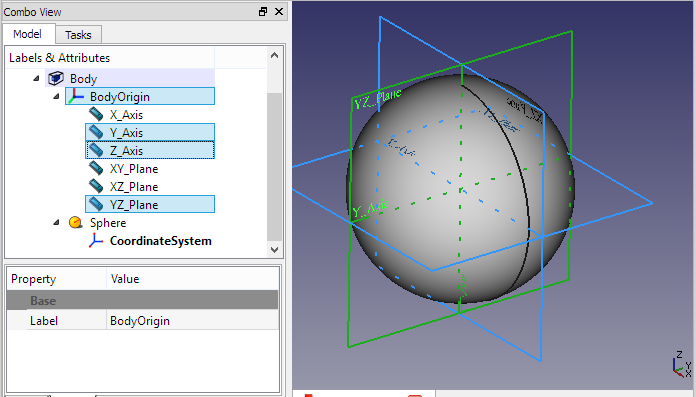 Combo View
Model
Tasks
Labels & Attributes
Body
BodyOrigin
X_Axis
Y_Axis
Z_Axis
XY_Plane
XZ_Plane
YZ_Plane
Sphere
CoordinateSystem
Property
Value
Base
Label
BodyOrigin
YZ_Plane
Y_Axis
Z
Y
X